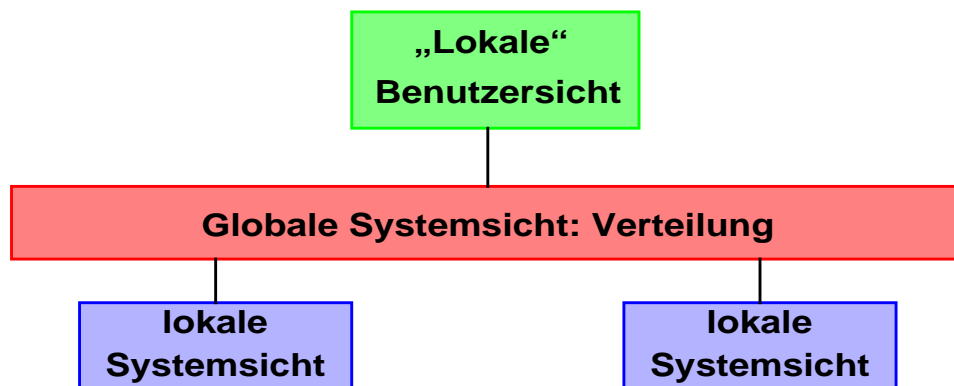 „Lokale“
Benutzersicht
Globale Systemsicht: Verteilung
lokale
Systemsicht
lokale
Systemsicht